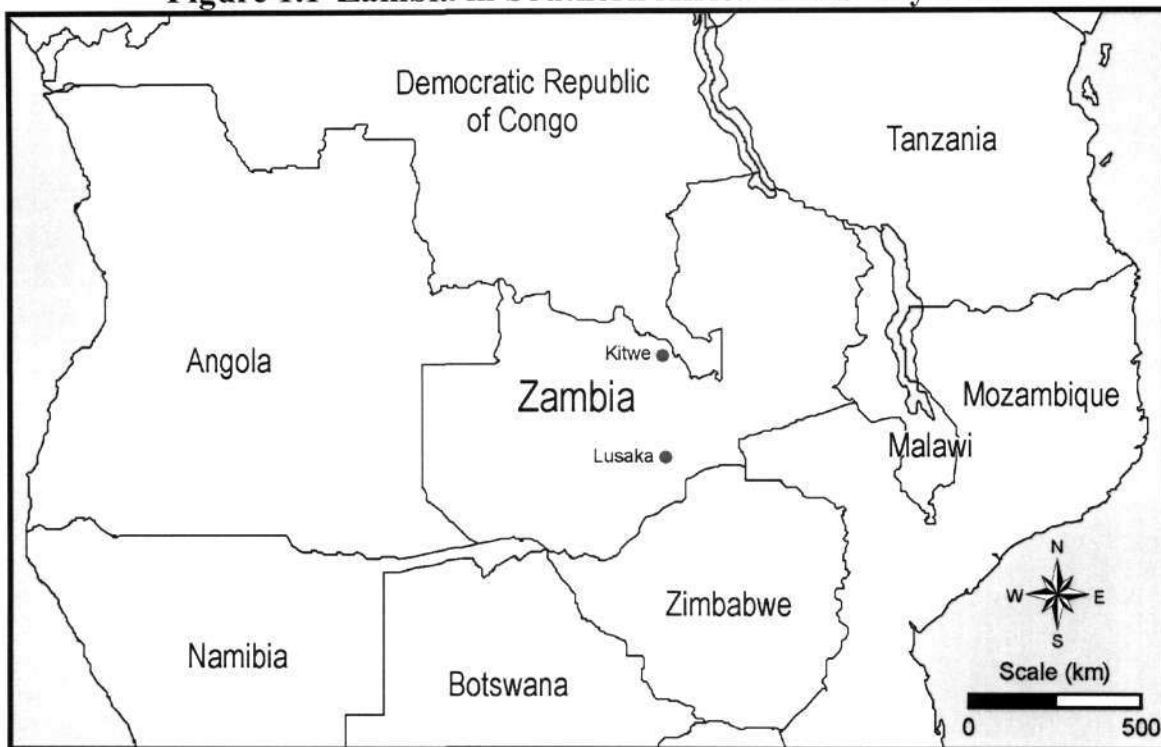 Democratic Republic
of Congo
Tanzania
Angola
Kitwe
Zambia
Mozambique
Lusaka
Malawi
N
W E
S
Zimbabwe
Namibia
Botswana
Scale (km)
0 500